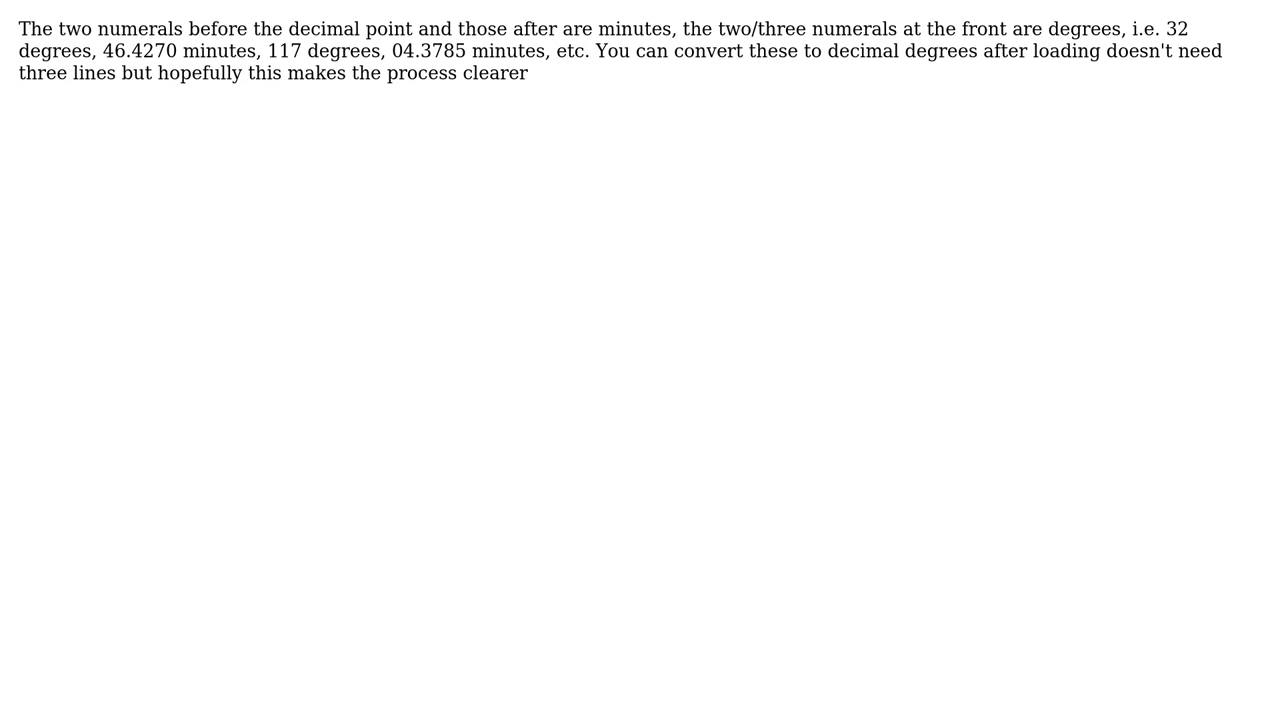 The two numerals before the decimal point and those after are minutes, the two/three numerals at the front are degrees, i.e. 32
degrees, 46.4270 minutes, 117 degrees, 04.3785 minutes, etc. You can convert these to decimal degrees after loading doesn't need
three lines but hopefully this makes the process clearer